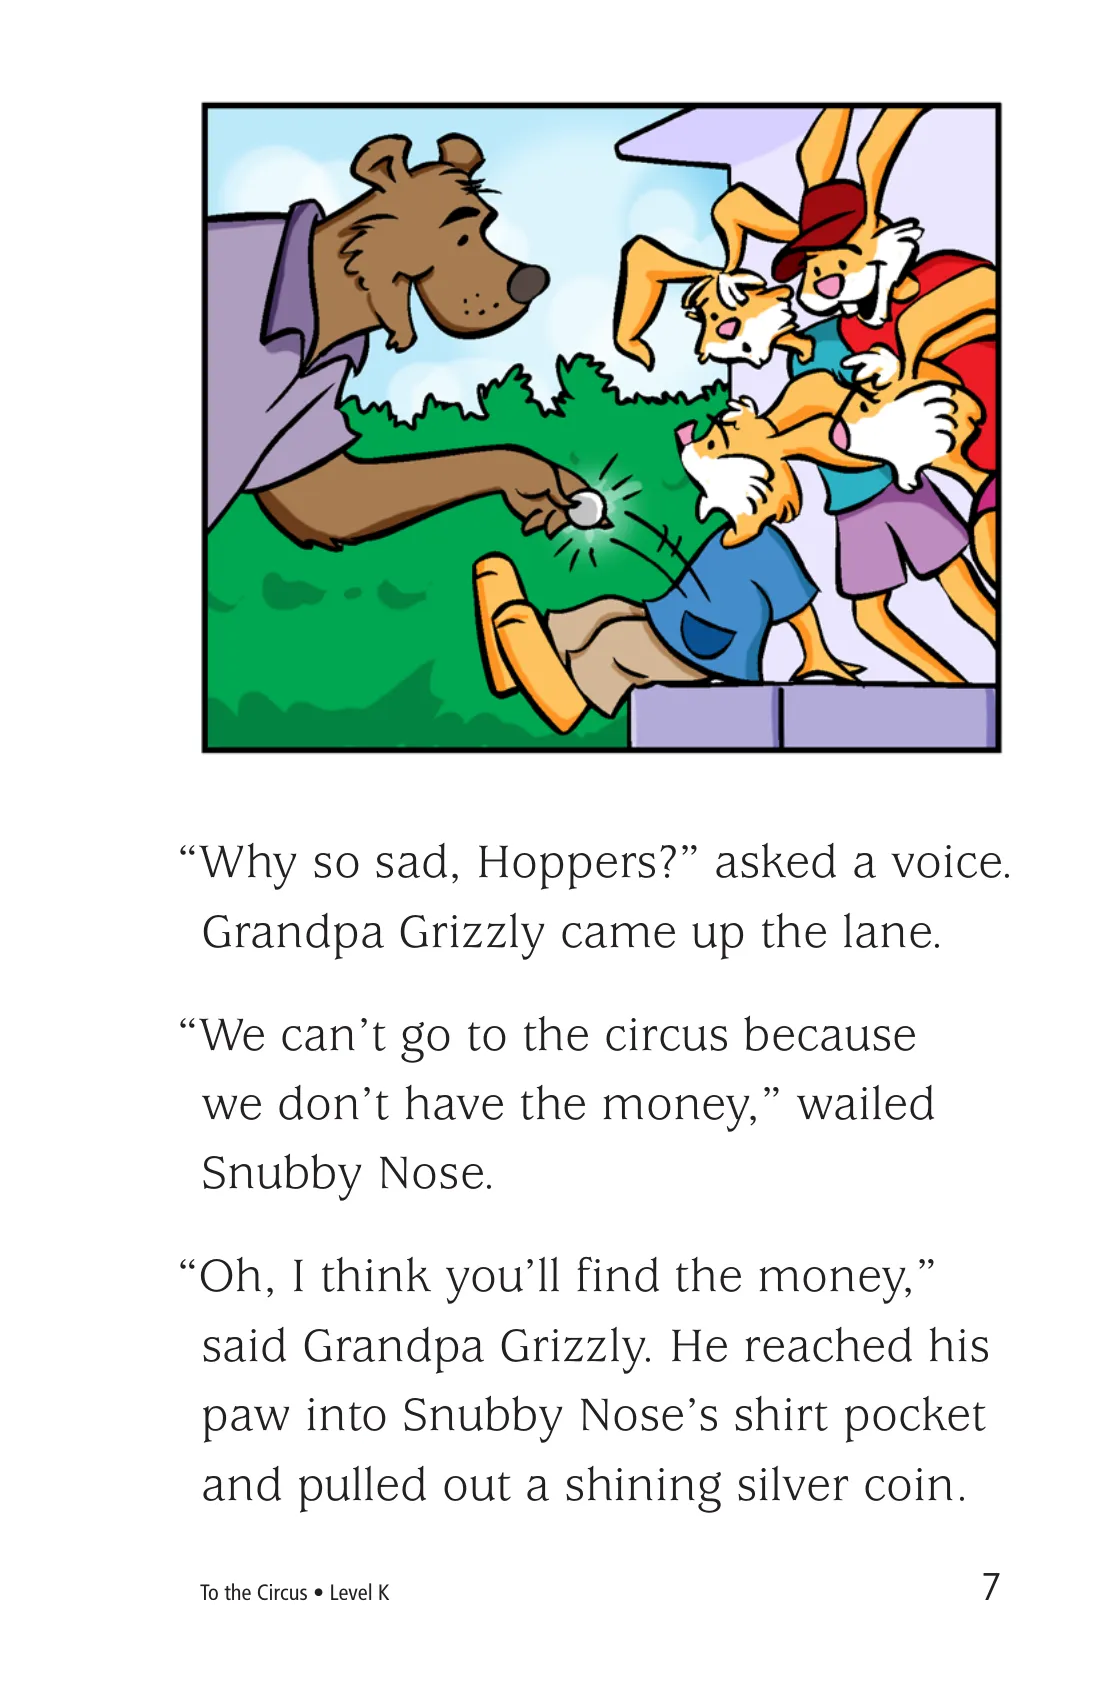 “Why so sad, Hoppers?” asked a voice.
Grandpa Grizzly came up the lane.
“We can’t go to the circus because
we don’t have the money,” wailed
Snubby Nose.
“Oh, I think you’ll find the money,”
said Grandpa Grizzly. He reached his
paw into Snubby Nose’s shirt pocket
and pulled out a shining silver coin.
To the Circus • Level K
7